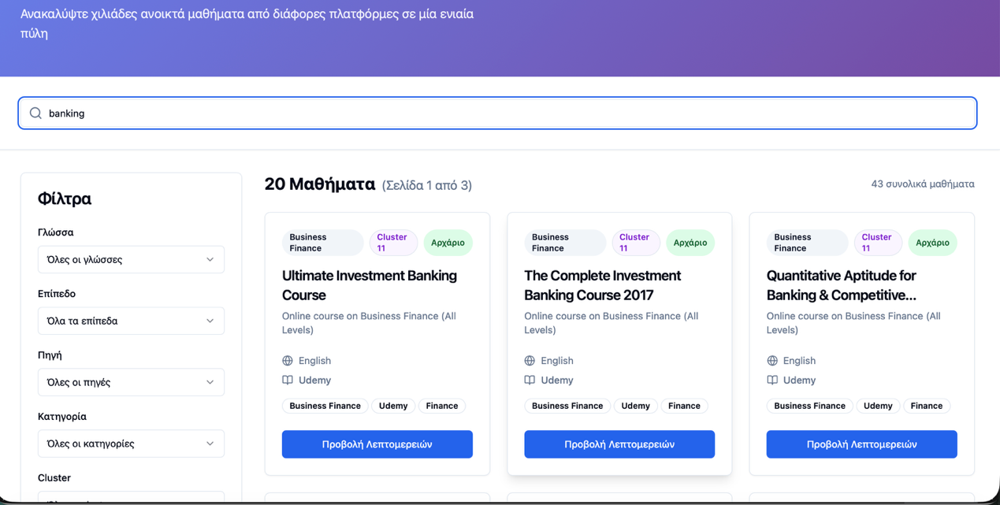 Ανακαλύψτε χιλιάδες ανοικτά μαθήματα από διάφορες πλατφόρμες σε μία ενιαία
πύλη
banking
Φίλτρα
Γλώσσα
Όλες οι γλώσσες
Επίπεδο
Όλα τα επίπεδα
Πηγή
Όλες οι πηγές
Κατηγορία
Όλες οι κατηγορίες
Cluster
20 Μαθήματα (Σελίδα 1 από 3)
43 συνολικά μαθήματα
Business
Finance
Cluster
11
Αρχάριο
Ultimate Investment Banking
Course
Online course on Business Finance (All
Levels)
English
Udemy
Business Finance Udemy Finance
Προβολή Λεπτομερειών
Business
Finance
Cluster
11
Αρχάριο
The Complete Investment
Banking Course 2017
Online course on Business Finance (All
Levels)
English
Udemy
Business Finance Udemy Finance
Προβολή Λεπτομερειών
Business
Finance
Cluster
11
Αρχάριο
Quantitative Aptitude for
Banking & Competitive...
Online course on Business Finance (All
Levels)
English
Udemy
Business Finance Udemy Finance
Προβολή Λεπτομερειών